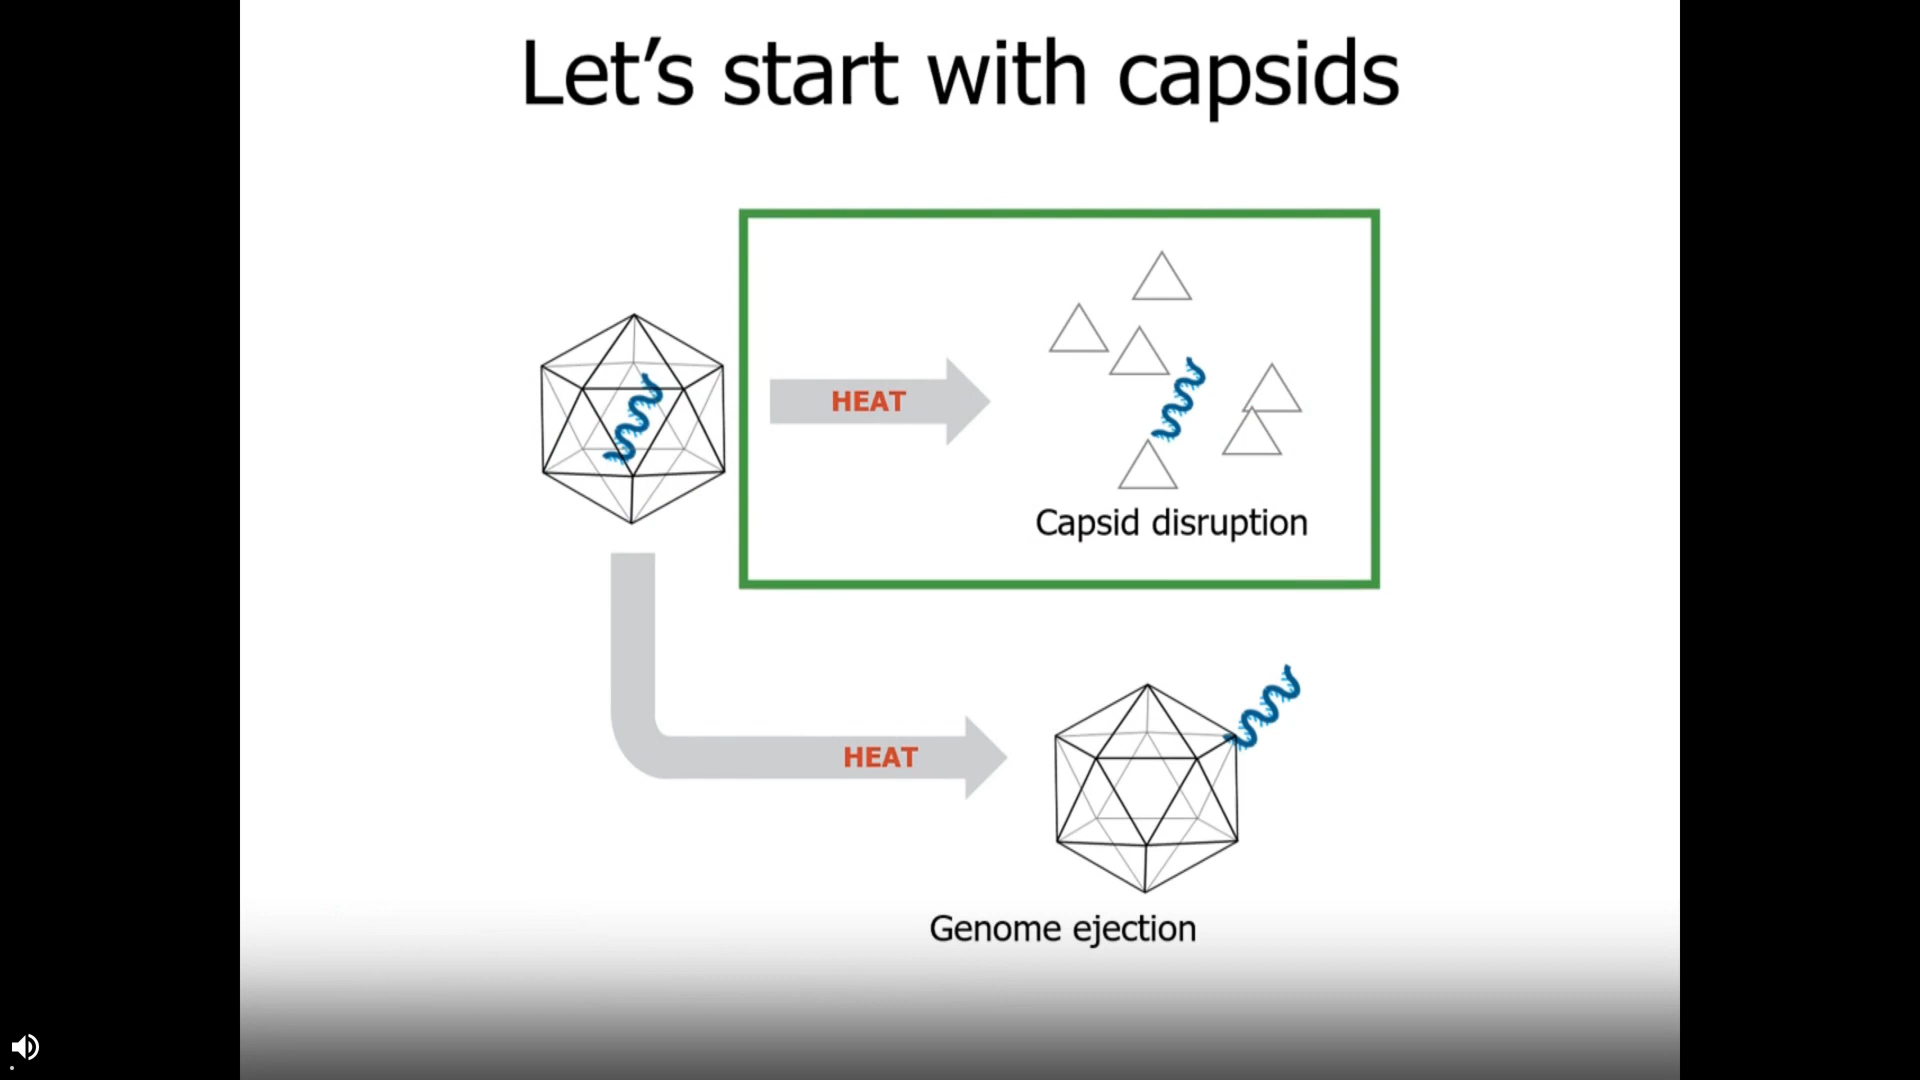 Let's start with capsids
HEAT
Capsid disruption
HEAT
Genome ejection